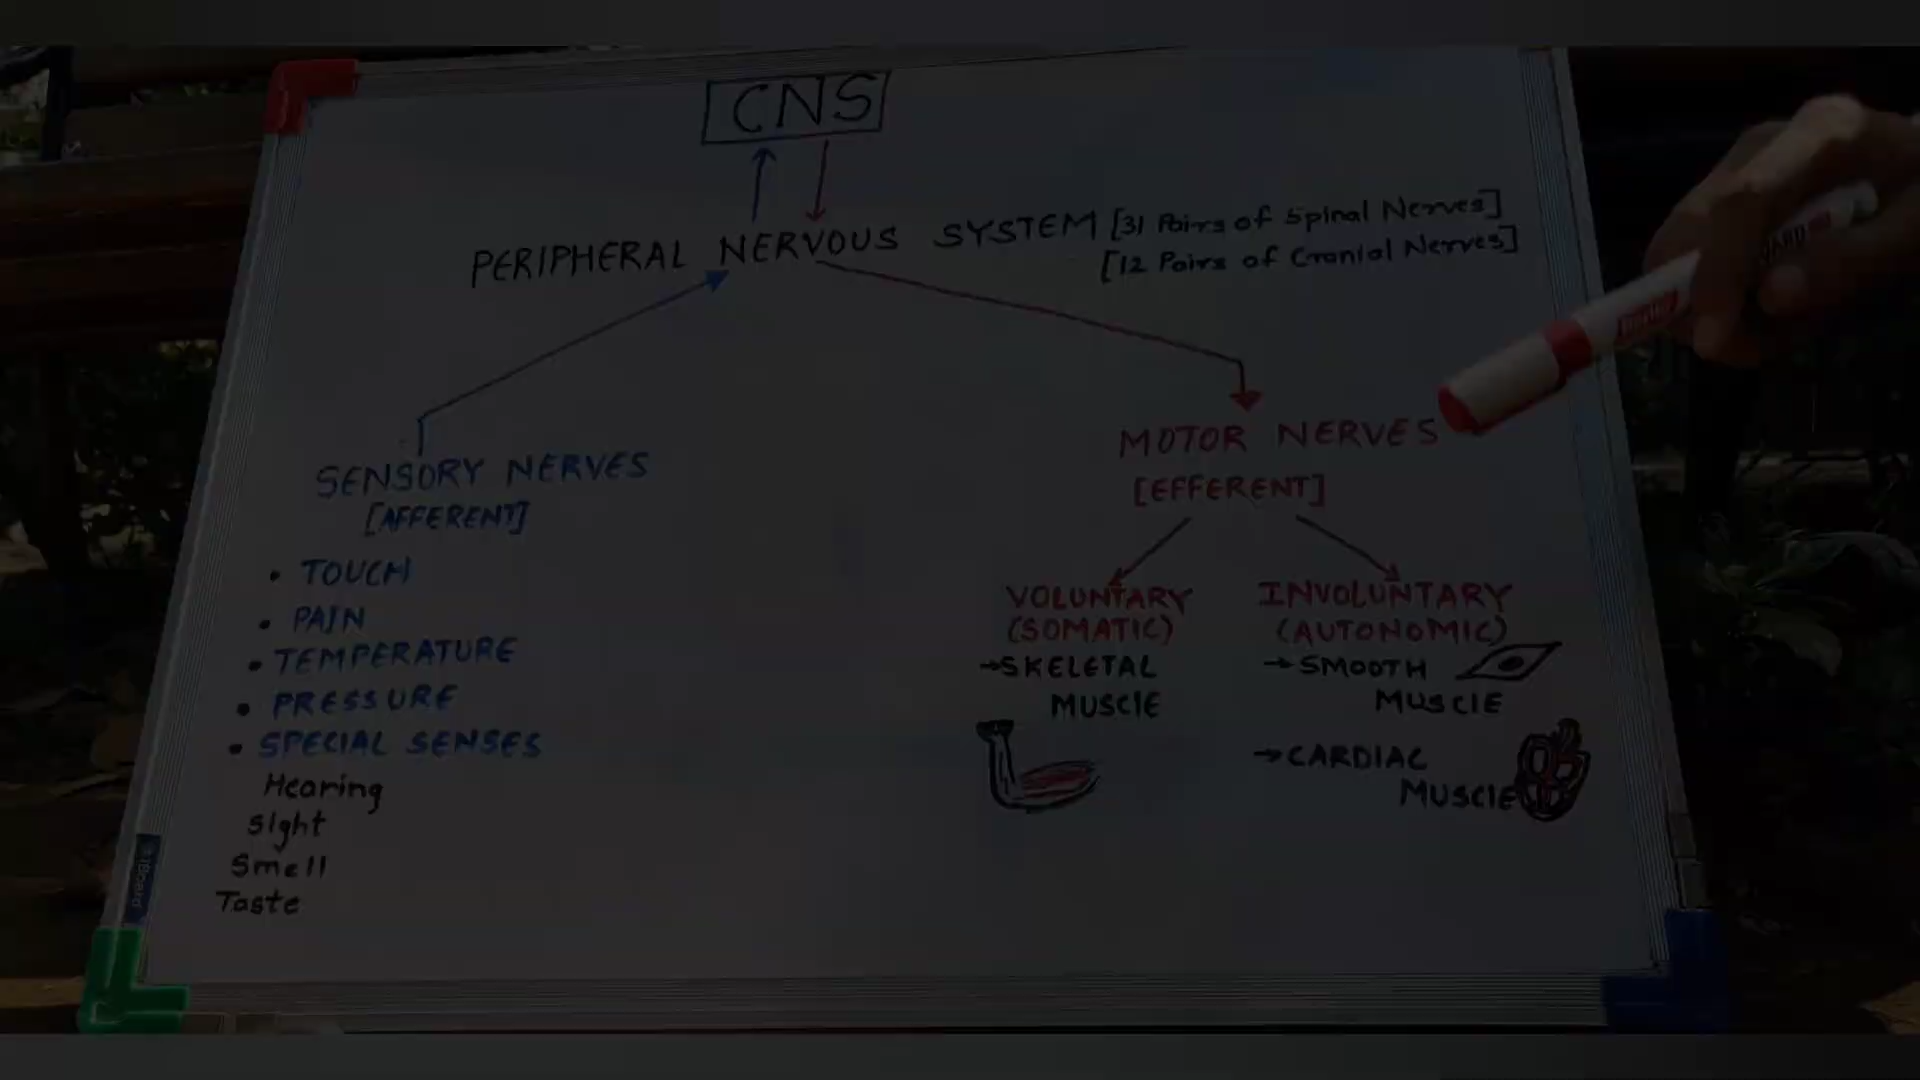 CNS
PERIPHERAL NERVOUS SYSTEM [31 Pairs of Spinal Nerves]
[12 Pairs of Cranial Nerves]
SENSORY NERVES
[AFFERENT]
• TOUCH
• PAIN
• TEMPERATURE
• PRESSURE
• SPECIAL SENSES
Hearing
Sight
Smell
Taste
MOTOR NERVES
[EFFERENT]
VOLUNTARY
(SOMATIC)
→SKELETAL
MUSCLE
INVOLUNTARY
(AUTONOMIC)
→SMOOTH
MUSCLE
→CARDIAC
MUSCLE